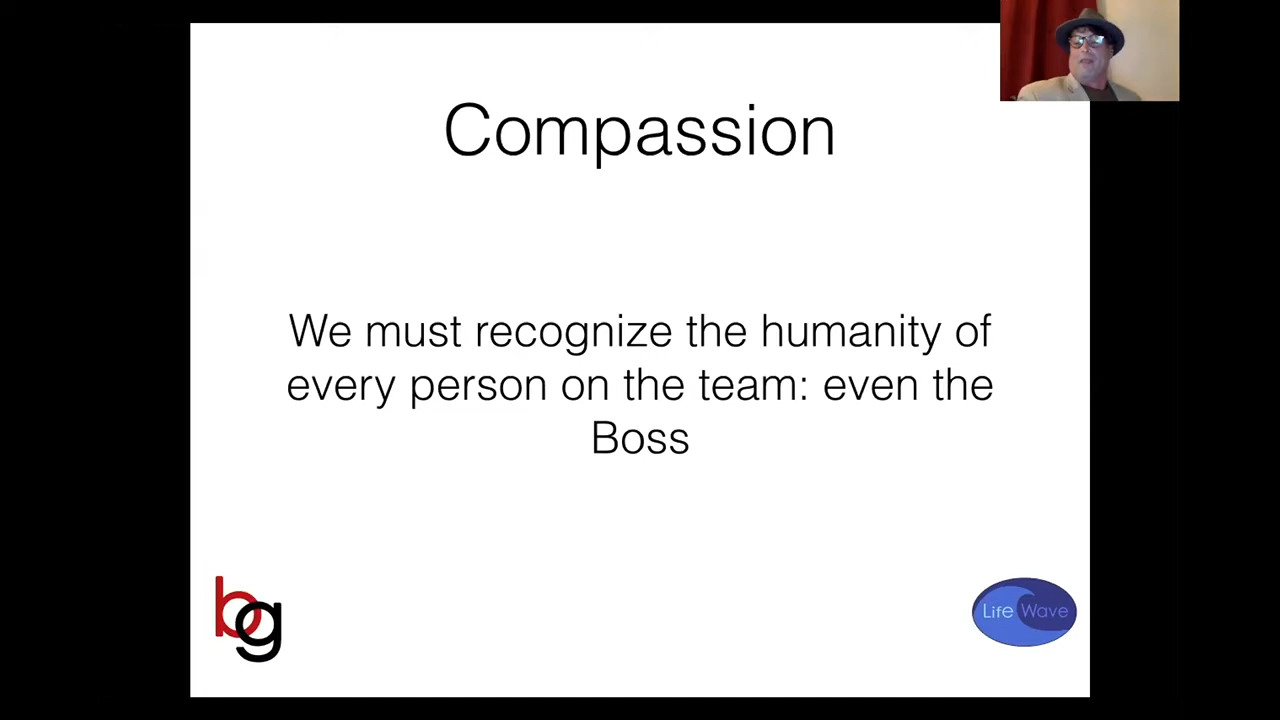 Compassion
We must recognize the humanity of
every person on the team: even the
Boss
bg
Life Wave